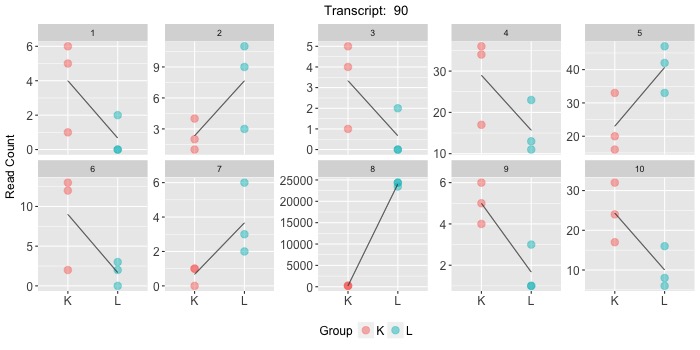 Transcript: 90
1 2 3 4 5
6 4 2 0
9 6 3
5 4 3 2 1 0
30 20 10
40 30 20
Read Count
6 7 8 9 10
10 5 0
6 4 2 0
25000 20000 15000 10000 5000 0
6 4 2
30 20 10
K L K L K L K L K L
Group K L